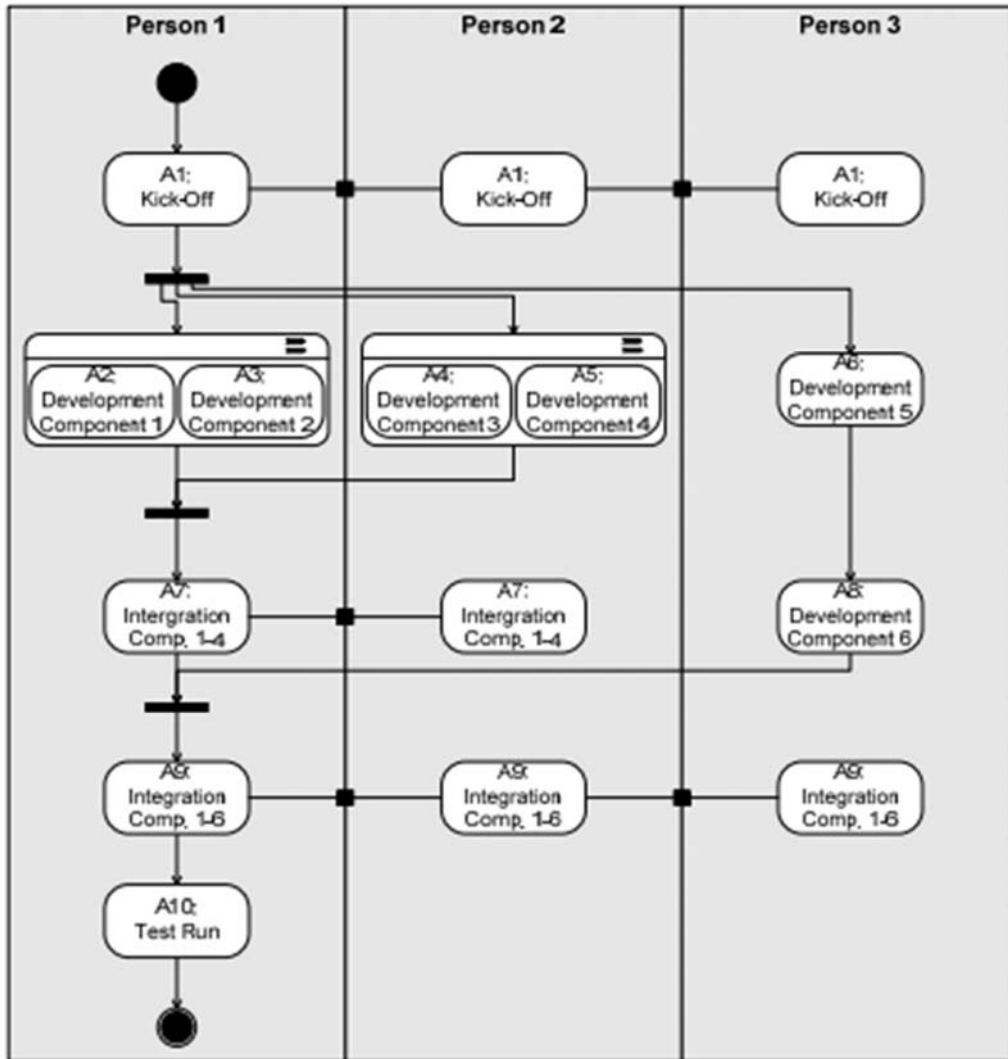 Person 1
Person 2
Person 3
A1:
Kick-Off
A1:
Kick-Off
A1:
Kick-Off
A2:
Development
Component 1
A3:
Development
Component 2
A4:
Development
Component 3
A5:
Development
Component 4
A6:
Development
Component 5
A7:
Intergration
Comp. 1-4
A7:
Intergration
Comp. 1-4
A8:
Development
Component 6
A9:
Integration
Comp. 1-6
A9:
Integration
Comp. 1-6
A9:
Integration
Comp. 1-6
A10:
Test Run